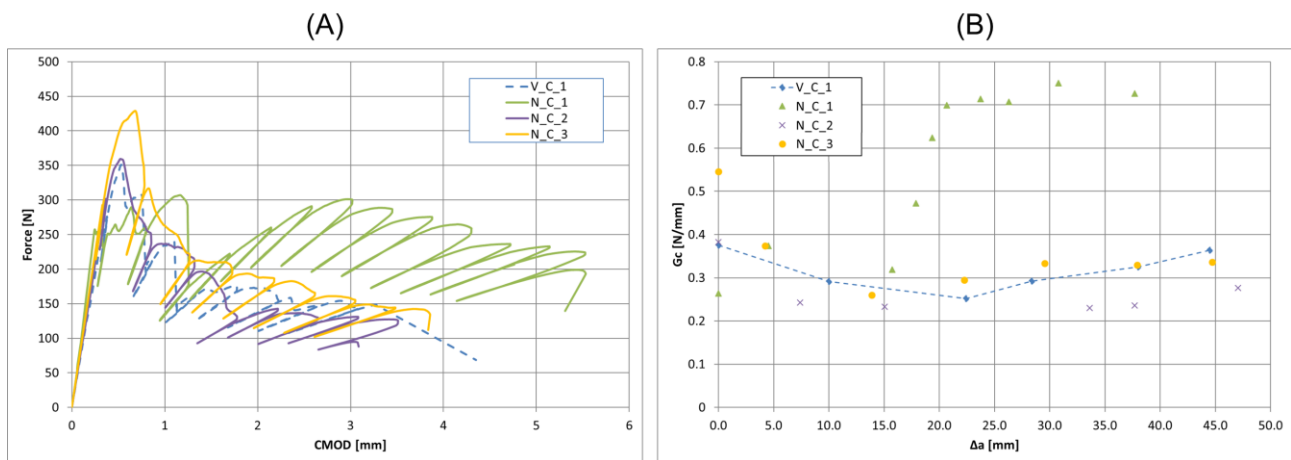 (A)
(B)
500
450
400
350
300
250
200
150
100
50
0
Force [N]
V_C_1
N_C_1
N_C_2
N_C_3
0 1 2 3 4 5 6
CMOD [mm]
0.8
0.7
0.6
0.5
0.4
0.3
0.2
0.1
0
Gc [N/mm]
V_C_1
N_C_1
N_C_2
N_C_3
0.0 5.0 10.0 15.0 20.0 25.0 30.0 35.0 40.0 45.0 50.0
Δa [mm]